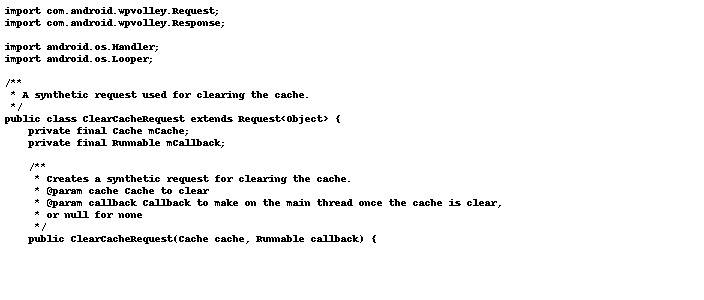 import com.android.wpvolley.Request;
import com.android.wpvolley.Response;
import android.os.Handler;
import android.os.Looper;
/**
 * A synthetic request used for clearing the cache.
 */
public class ClearCacheRequest extends Request<Object> {
    private final Cache mCache;
    private final Runnable mCallback;
    /**
     * Creates a synthetic request for clearing the cache.
     * @param cache Cache to clear
     * @param callback Callback to make on the main thread once the cache is clear,
     * or null for none
     */
    public ClearCacheRequest(Cache cache, Runnable callback) {